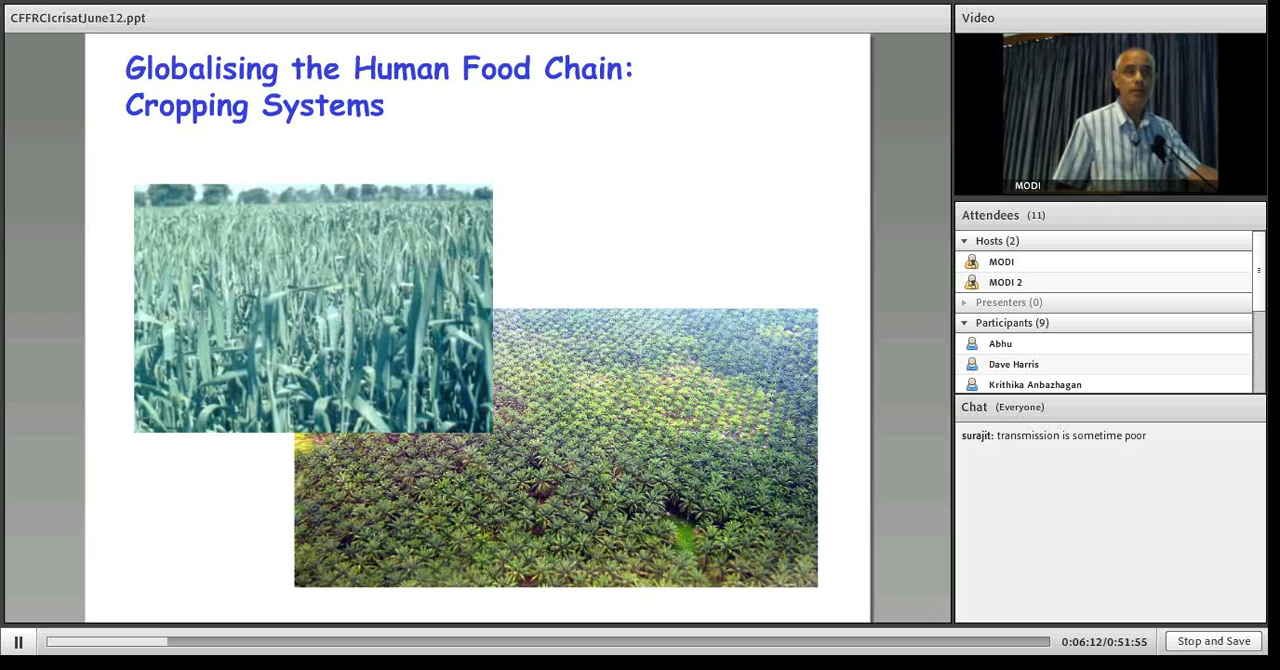 CFFRCIcrisatJune12.ppt
Globalising the Human Food Chain:
Cropping Systems
Video
MODI
Attendees (11)
Hosts (2)
MODI
MODI 2
Presenters (0)
Participants (9)
Abhu
Dave Harris
Krithika Anbazhagan
Chat (Everyone)
surajit: transmission is sometime poor
0:06:12/0:51:55
Stop and Save